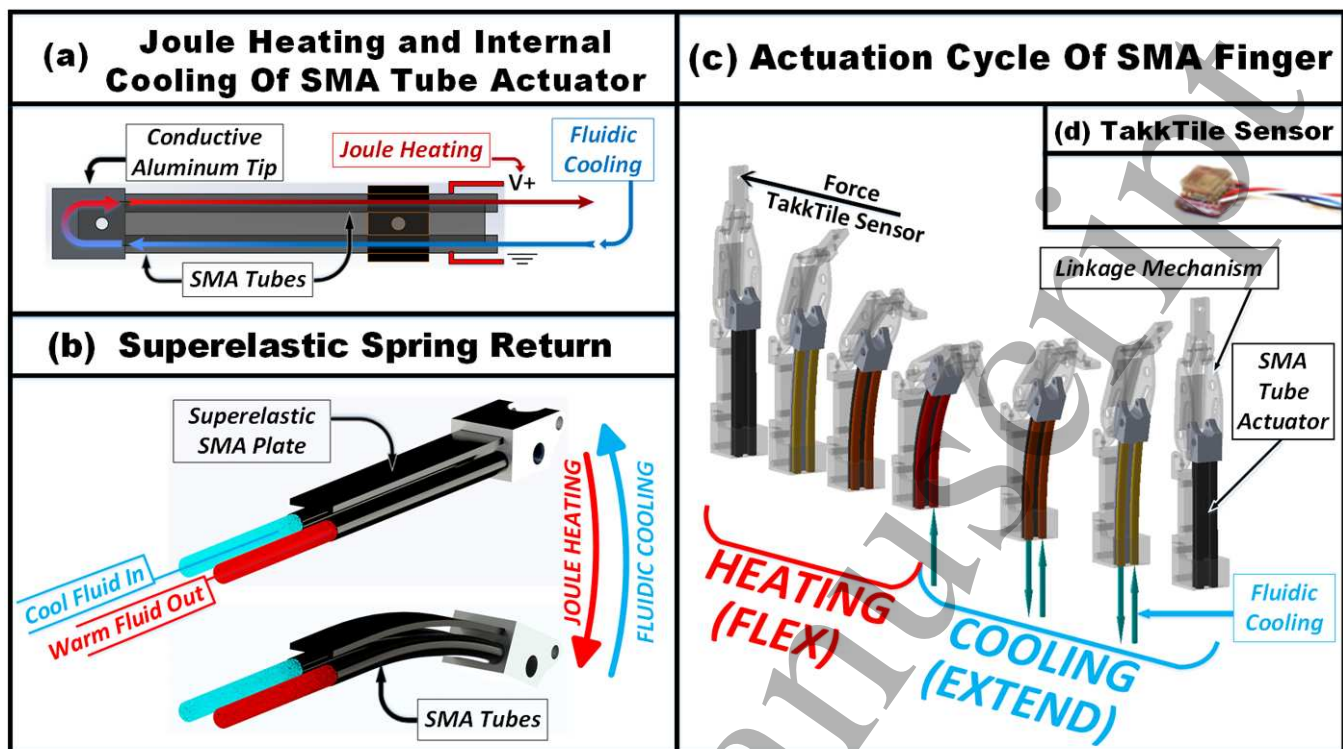 (a) Joule Heating and Internal
Cooling Of SMA Tube Actuator
Conductive
Aluminum Tip
Joule Heating
Fluidic
Cooling
V+
SMA Tubes
(b) Superelastic Spring Return
Superelastic
SMA Plate
Cool Fluid In
Warm Fluid Out
JOULE HEATING
FLUIDIC COOLING
SMA Tubes
(c) Actuation Cycle Of SMA Finger
(d) TakkTile Sensor
Force
TakkTile Sensor
Linkage Mechanism
SMA
Tube
Actuator
HEATING
(FLEX)
COOLING
(EXTEND)
Fluidic
Cooling
nuscript